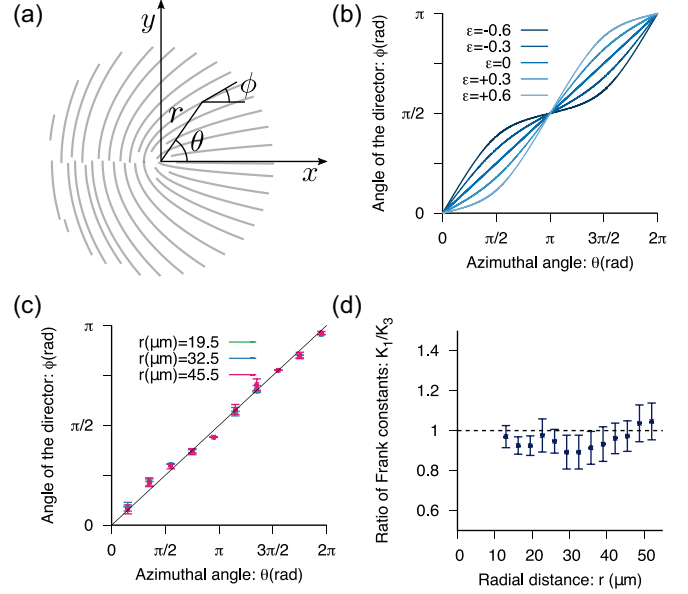 (a)
y
r
θ
ϕ
x
(b)
Angle of the director: ϕ(rad)
π
π/2
0
ε=-0.6
ε=-0.3
ε=0
ε=+0.3
ε=+0.6
0 π/2 π 3π/2 2π
Azimuthal angle: θ(rad)
(c)
Angle of the director: ϕ(rad)
π
π/2
0
r(μm)=19.5
r(μm)=32.5
r(μm)=45.5
0 π/2 π 3π/2 2π
Azimuthal angle: θ(rad)
(d)
Ratio of Frank constants: K₁/K₃
1.4
1.2
1
0.8
0.6
0 10 20 30 40 50
Radial distance: r (μm)